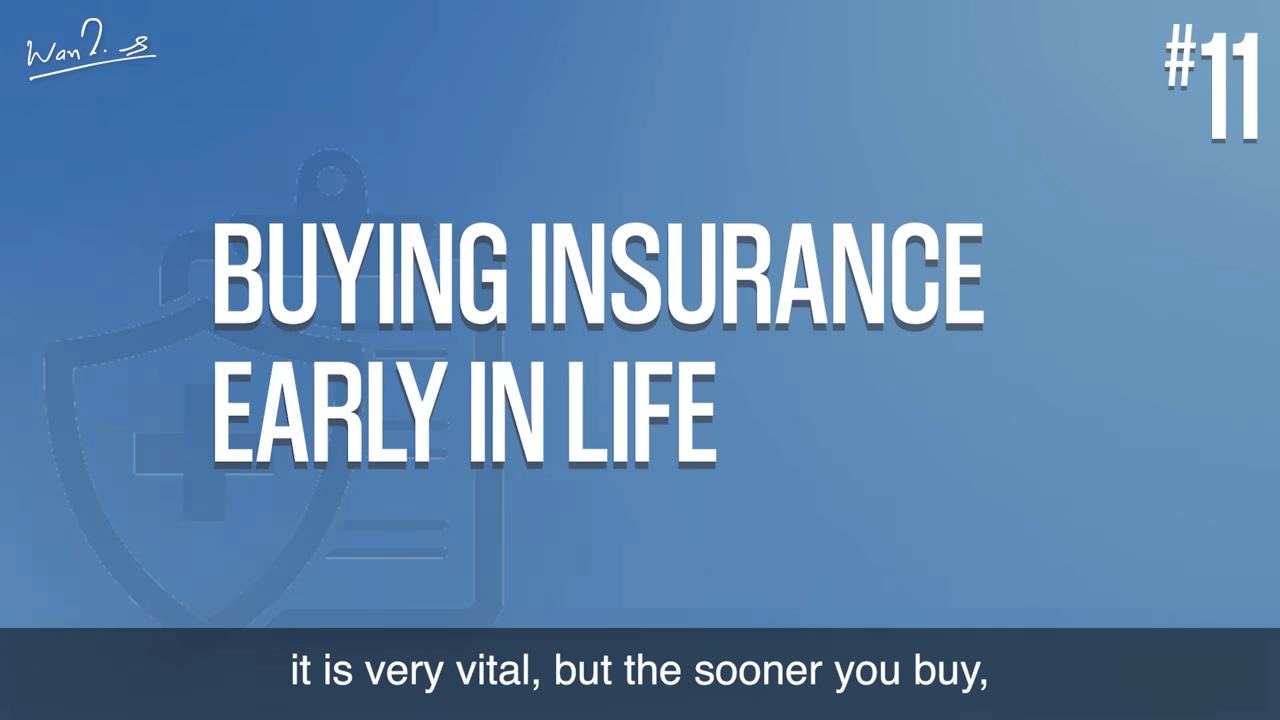 #11
BUYING INSURANCE
EARLY IN LIFE
it is very vital, but the sooner you buy,